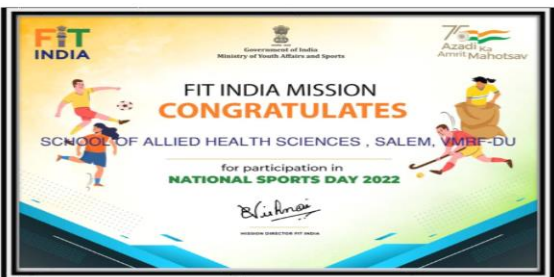 FIT
INDIA
Government of India
Ministry of Youth Affairs and Sports
75
Azadi Ka
Amrit Mahotsav
FIT INDIA MISSION
CONGRATULATES
SCHOOL OF ALLIED HEALTH SCIENCES , SALEM, VMRF-DU
for participation in
NATIONAL SPORTS DAY 2022
BVishnoi
MISSION DIRECTOR FIT INDIA